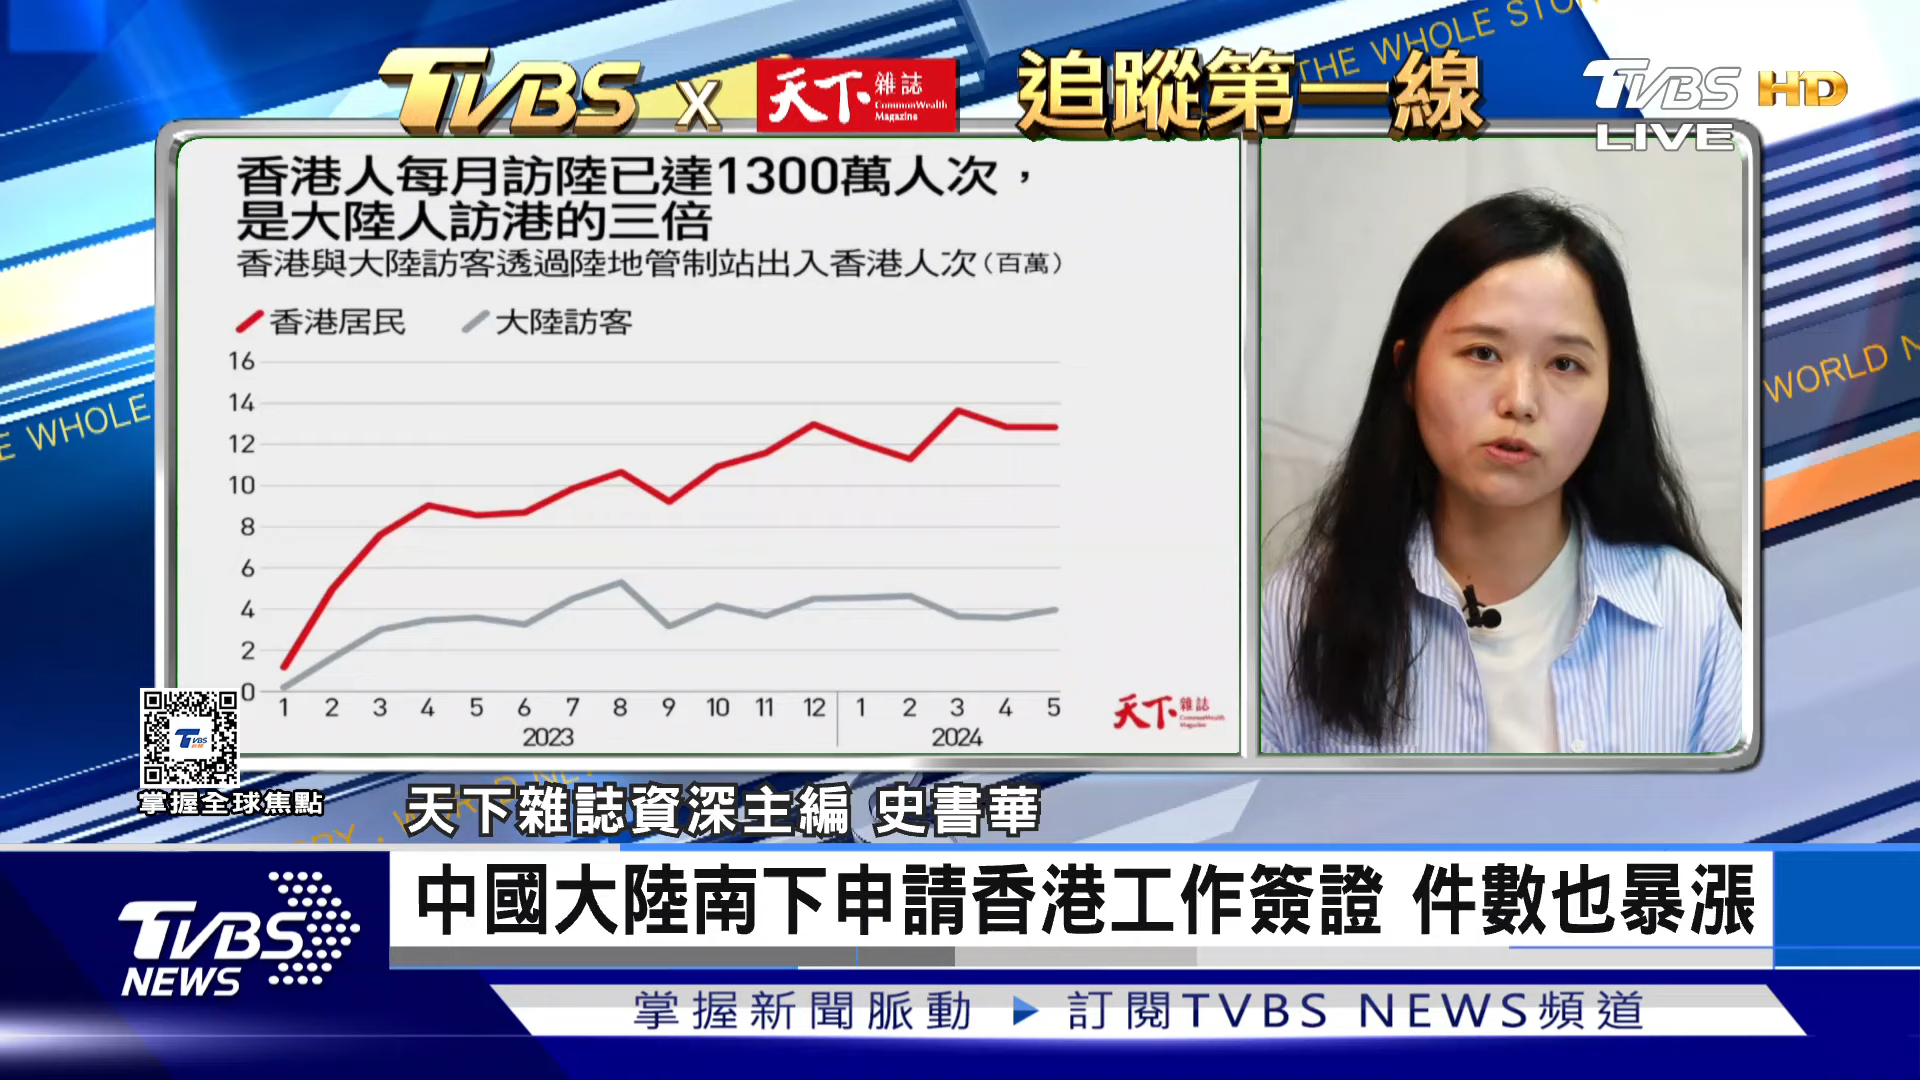 TVBS x 天下雜誌 CommonWealth Magazine 追蹤第一線
THE WHOLE STO
TVBS HD
LIVE
香港人每月訪陸已達1300萬人次，
是大陸人訪港的三倍
香港與大陸訪客透過陸地管制站出入香港人次（百萬）
香港居民 大陸訪客
16
14
12
10
8
6
4
2
0
1 2 3 4 5 6 7 8 9 10 11 12 1 2 3 4 5
2023 2024
天下雜誌 CommonWealth Magazine
E WHOLE
WORLD N
TVBS
掌握全球焦點
天下雜誌資深主編 史書華
中國大陸南下申請香港工作簽證 件數也暴漲
TVBS NEWS
掌握新聞脈動 ▶ 訂閱TVBS NEWS頻道